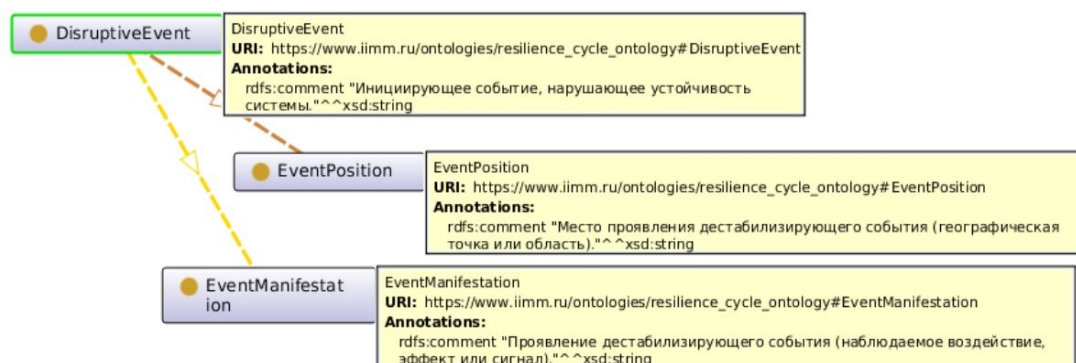 DisruptiveEvent
DisruptiveEvent
URI: https://www.iimm.ru/ontologies/resilience_cycle_ontology#DisruptiveEvent
Annotations:
rdfs:comment "Инициирующее событие, нарушающее устойчивость
системы."^^xsd:string
EventPosition
EventPosition
URI: https://www.iimm.ru/ontologies/resilience_cycle_ontology#EventPosition
Annotations:
rdfs:comment "Место проявления дестабилизирующего события (географическая
точка или область)."^^xsd:string
EventManifestat
ion
EventManifestation
URI: https://www.iimm.ru/ontologies/resilience_cycle_ontology#EventManifestation
Annotations:
rdfs:comment "Проявление дестабилизирующего события (наблюдаемое воздействие,
эффект или сигнал)."^^xsd:string